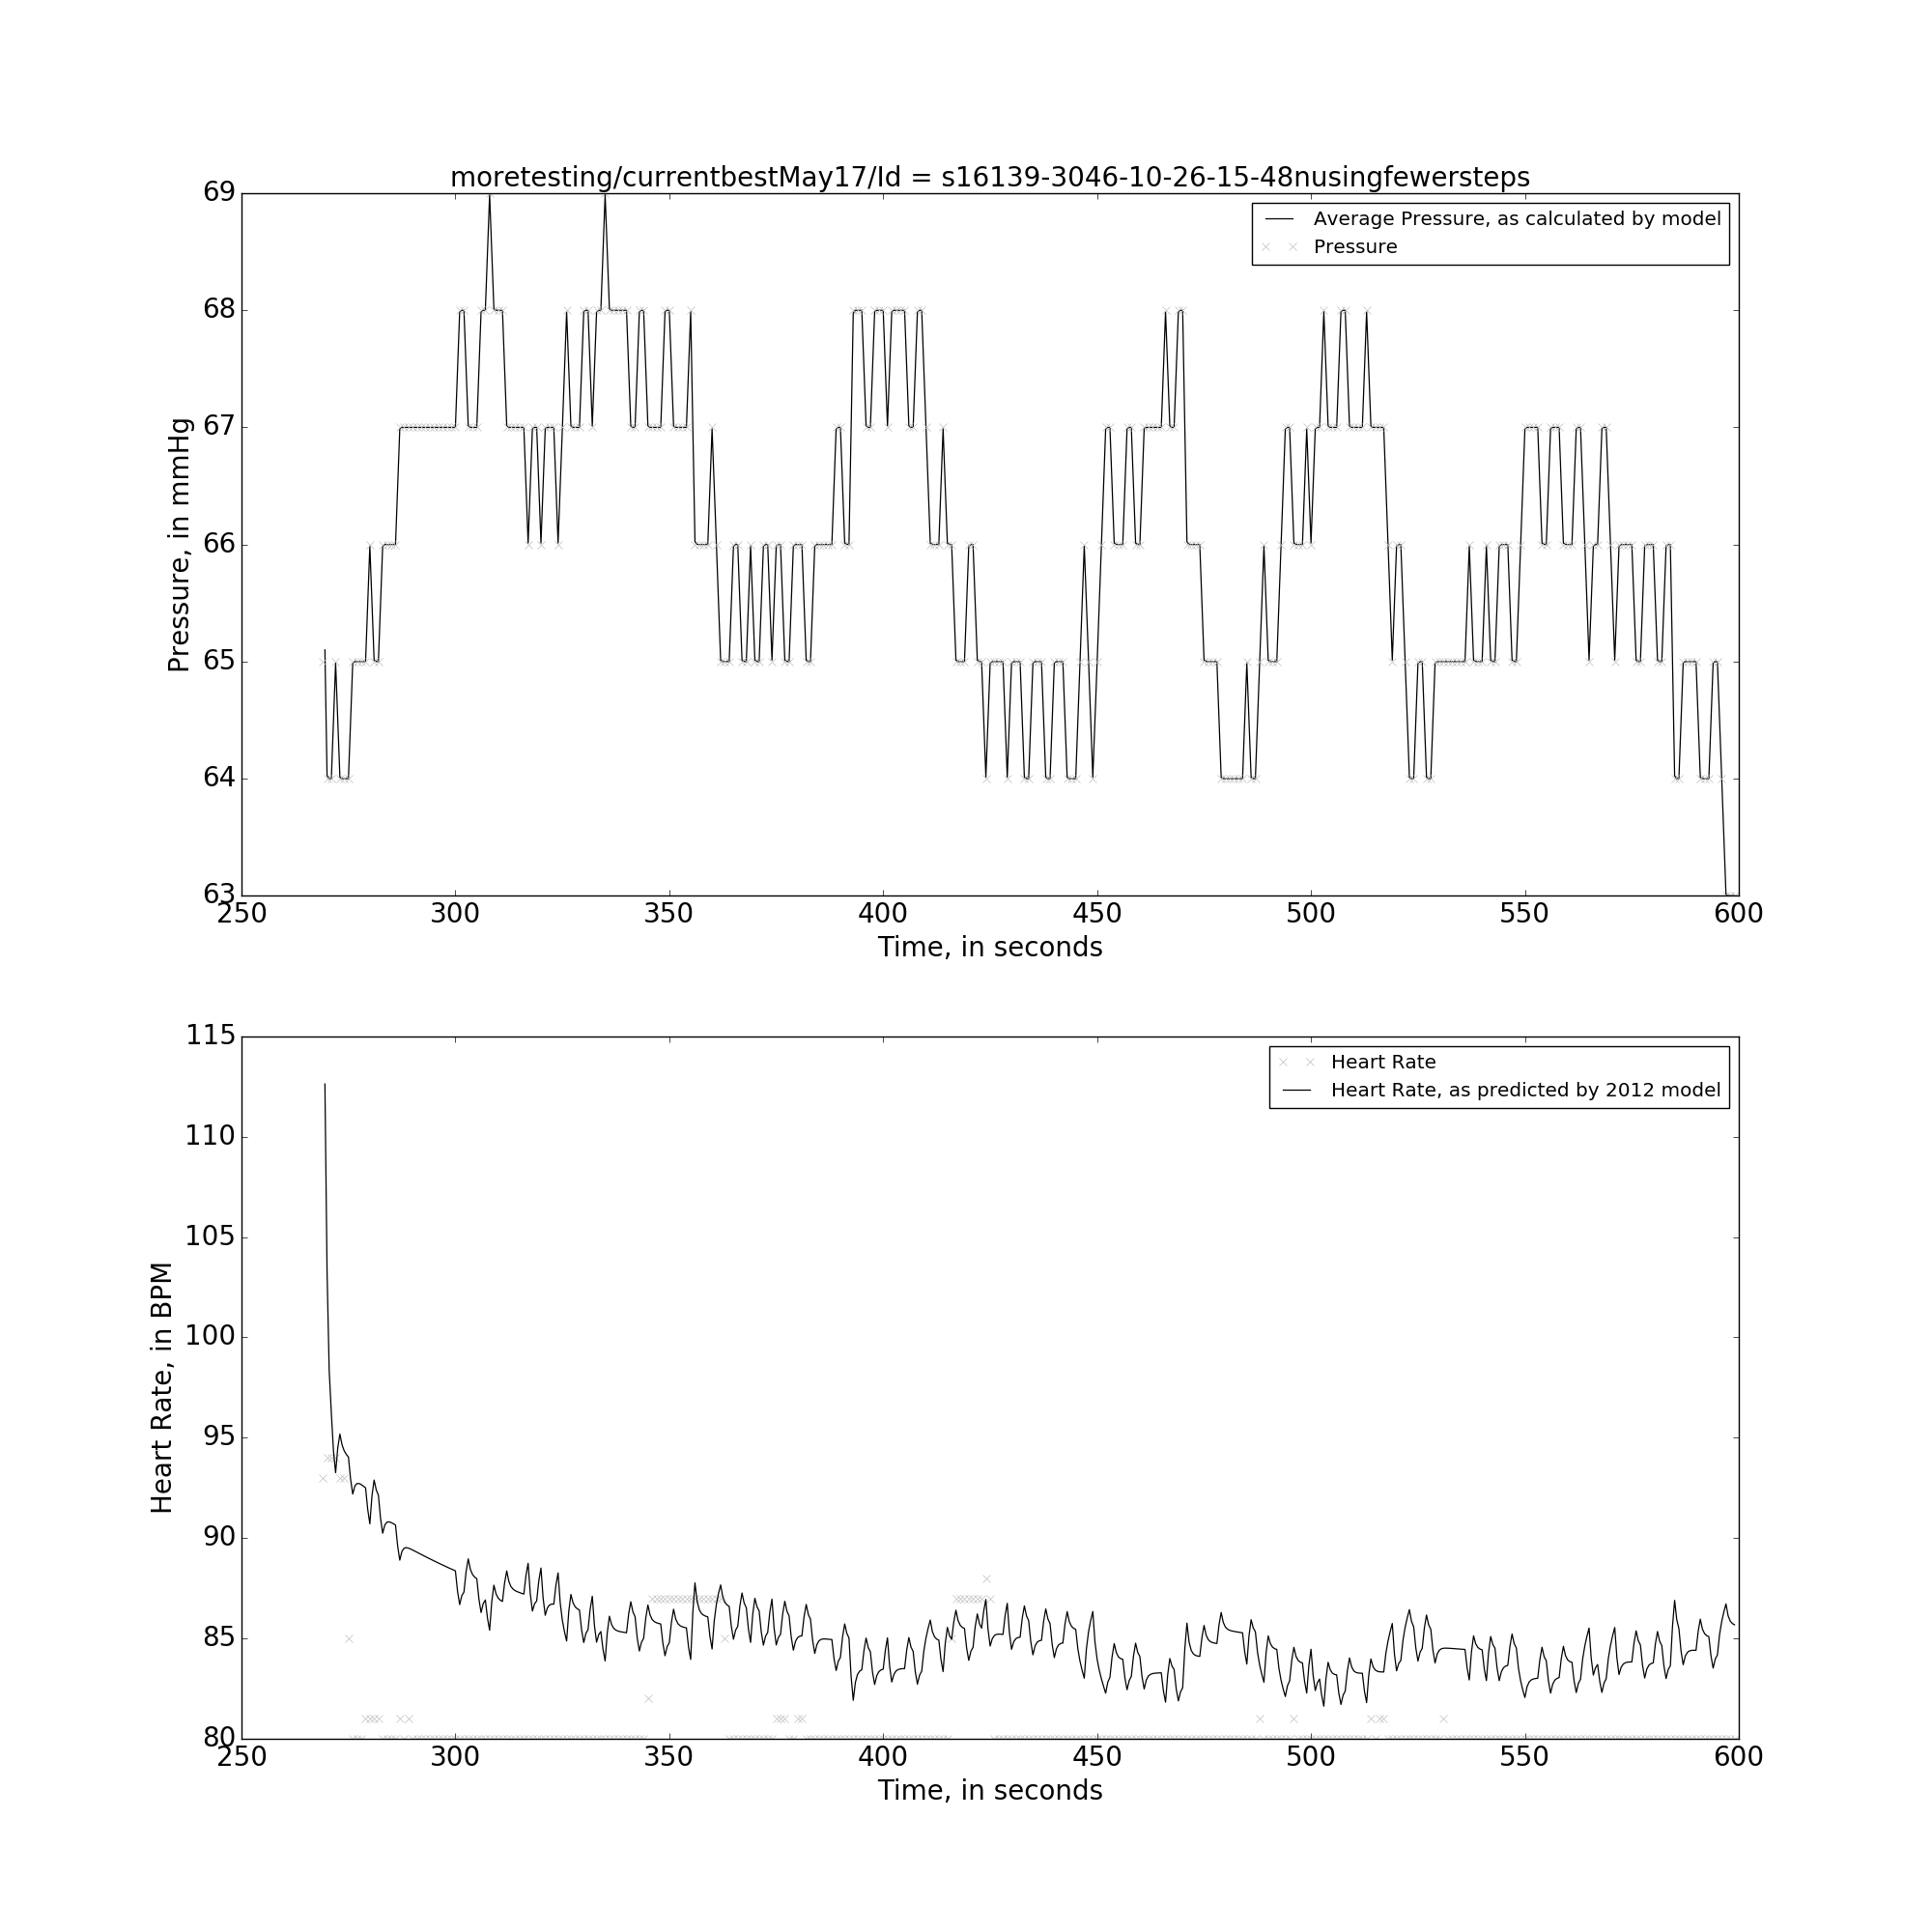 moretesting/currentbestMay17/Id = s16139-3046-10-26-15-48nusingfewersteps
69
68
67
66
65
64
63
Pressure, in mmHg
Average Pressure, as calculated by model
Pressure
250 300 350 400 450 500 550 600
Time, in seconds
115
110
105
100
95
90
85
80
Heart Rate, in BPM
Heart Rate
Heart Rate, as predicted by 2012 model
250 300 350 400 450 500 550 600
Time, in seconds